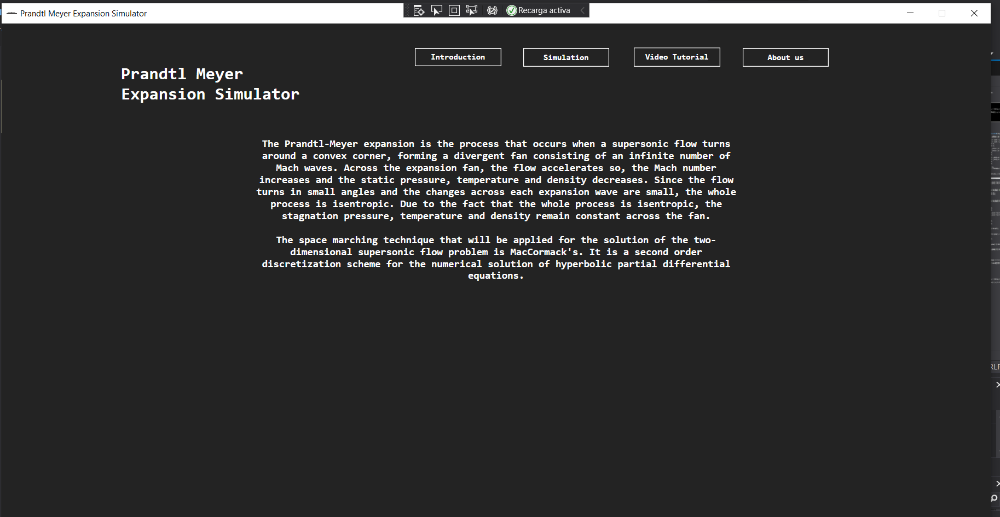 Prandtl Meyer Expansion Simulator
Recarga activa
Introduction
Simulation
Video Tutorial
About us
Prandtl Meyer
Expansion Simulator
The Prandtl-Meyer expansion is the process that occurs when a supersonic flow turns
around a convex corner, forming a divergent fan consisting of an infinite number of
Mach waves. Across the expansion fan, the flow accelerates so, the Mach number
increases and the static pressure, temperature and density decreases. Since the flow
turns in small angles and the changes across each expansion wave are small, the whole
process is isentropic. Due to the fact that the whole process is isentropic, the
stagnation pressure, temperature and density remain constant across the fan.
The space marching technique that will be applied for the solution of the two-
dimensional supersonic flow problem is MacCormack's. It is a second order
discretization scheme for the numerical solution of hyperbolic partial differential
equations.